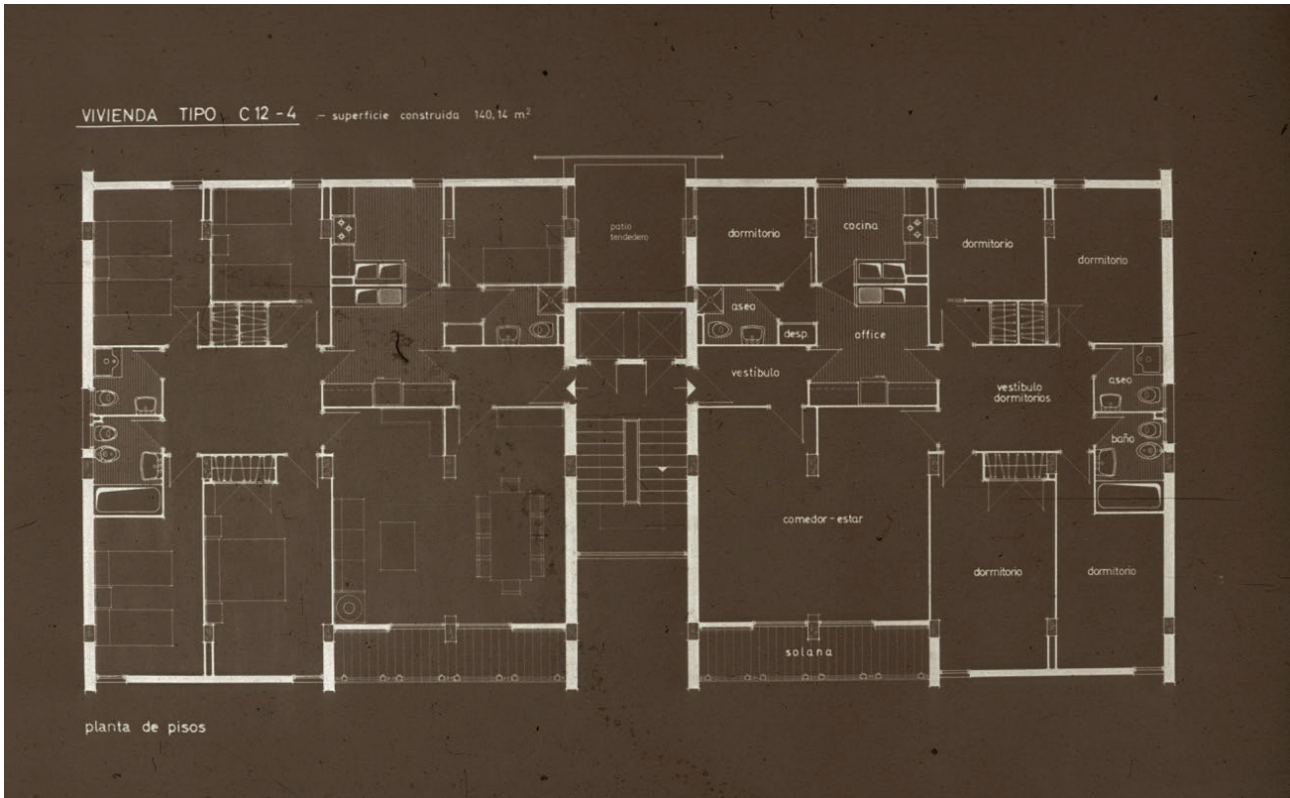 VIVIENDA TIPO C 12 - 4 .- superficie construida 140,14 m.²
patio
tendedero
dormitorio
cocina
dormitorio
dormitorio
aseo
desp.
office
vestíbulo
vestíbulo
dormitorios
aseo
baño
comedor - estar
dormitorio
dormitorio
solana
planta de pisos